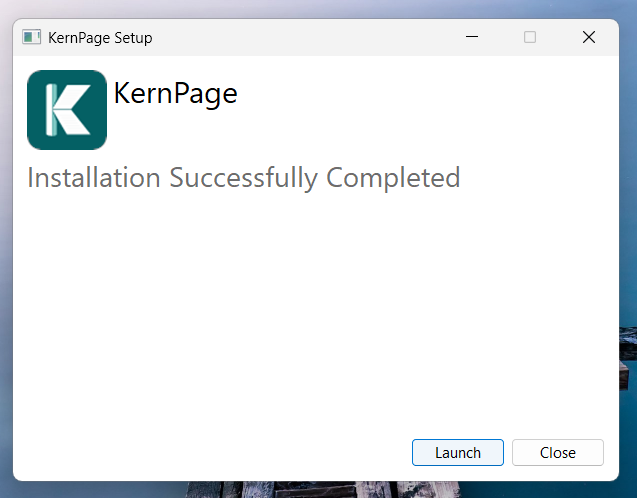 KernPage Setup
KernPage
Installation Successfully Completed
Launch
Close